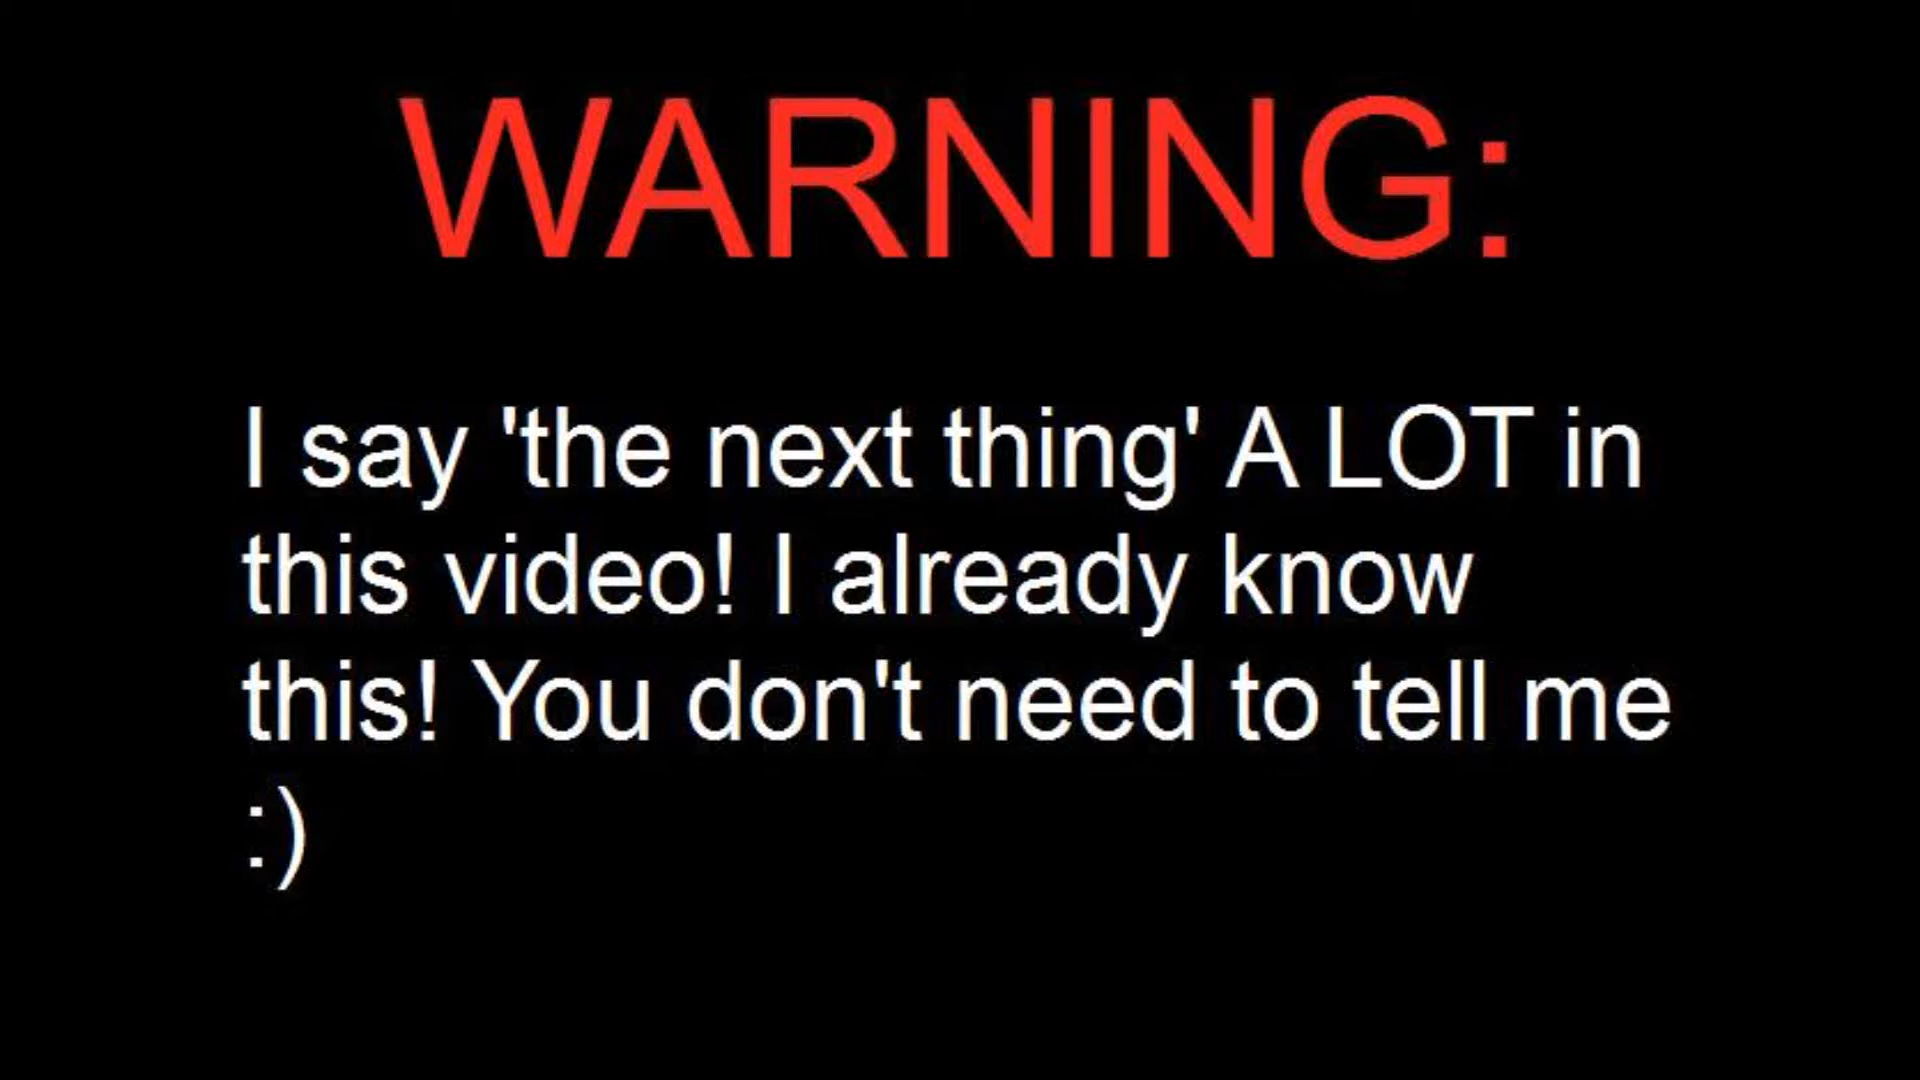 WARNING:
I say 'the next thing' A LOT in
this video! I already know
this! You don't need to tell me
:)